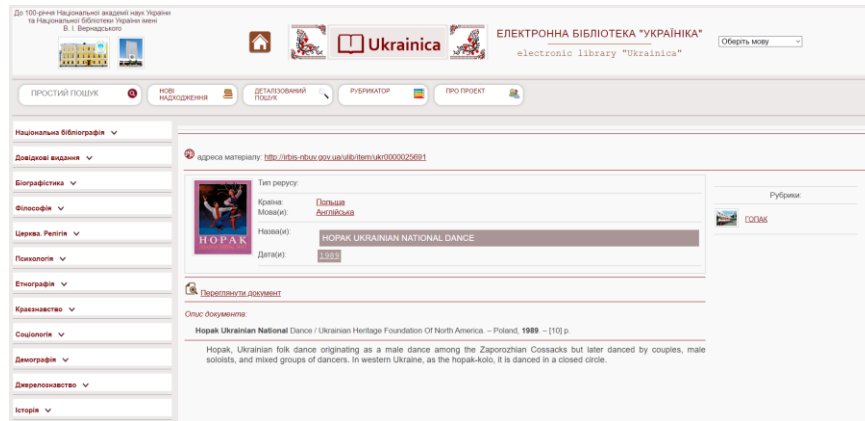 До 100-річчя Національної академії наук України
та Національної бібліотеки України імені
В. І. Вернадського
Ukrainica
ЕЛЕКТРОННА БІБЛІОТЕКА "УКРАЇНІКА"
electronic library "Ukrainica"
Оберіть мову
ПРОСТИЙ ПОШУК
НОВІ
НАДХОДЖЕННЯ
ДЕТАЛІЗОВАНИЙ
ПОШУК
РУБРИКАТОР
ПРО ПРОЕКТ
Національна бібліографія
Довідкові видання
Біографістика
Філософія
Церква. Релігія
Психологія
Етнографія
Краєзнавство
Соціологія
Демографія
Джерелознавство
Історія
адреса матеріалу: http://irbis-nbuv.gov.ua/ulib/item/ukr0000025691
HOPAK
Тип рерусу:
Країна: Польща
Мова(и): Англійська
Назва(и): HOPAK UKRAINIAN NATIONAL DANCE
Дата(и): 1989
Рубрики:
ГОПАК
Переглянути документ
Опис документа:
Hopak Ukrainian National Dance / Ukrainian Heritage Foundation Of North America. – Poland, 1989. – [10] p.
Hopak, Ukrainian folk dance originating as a male dance among the Zaporozhian Cossacks but later danced by couples, male
soloists, and mixed groups of dancers. In western Ukraine, as the hopak-kolo, it is danced in a closed circle.